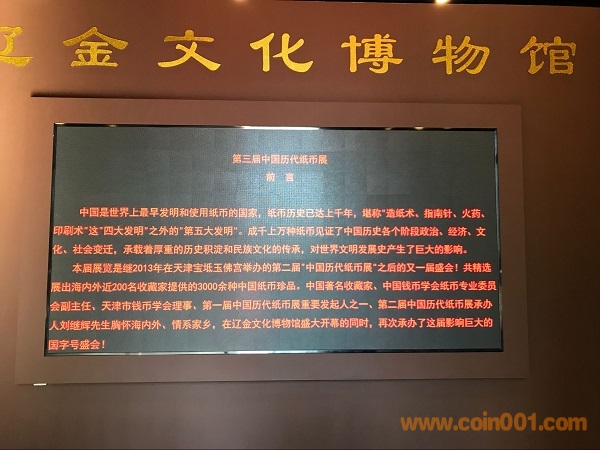 辽金文化博物馆
第三届中国历代纸币展
前 言
中国是世界上最早发明和使用纸币的国家，纸币历史已达上千年，堪称"造纸术、指南针、火药、
印刷术"这"四大发明"之外的"第五大发明"。成千上万种纸币见证了中国历史各个阶段政治、经济、文
化、社会变迁，承载着厚重的历史积淀和民族文化的传承，对世界文明发展史产生了巨大的影响。
本届展览是继2013年在天津宝坻玉佛宫举办的第二届"中国历代纸币展"之后的又一届盛会！共精选
展出海内外近200名收藏家提供的3000余种中国纸币珍品。中国著名收藏家、中国钱币学会纸币专业委员
会副主任、天津市钱币学会理事、第一届中国历代纸币展重要发起人之一、第二届中国历代纸币展承办
人刘继辉先生胸怀海内外、情系家乡，在辽金文化博物馆盛大开幕的同时，再次承办了这届影响巨大的
国字号盛会！
www.coin001.com